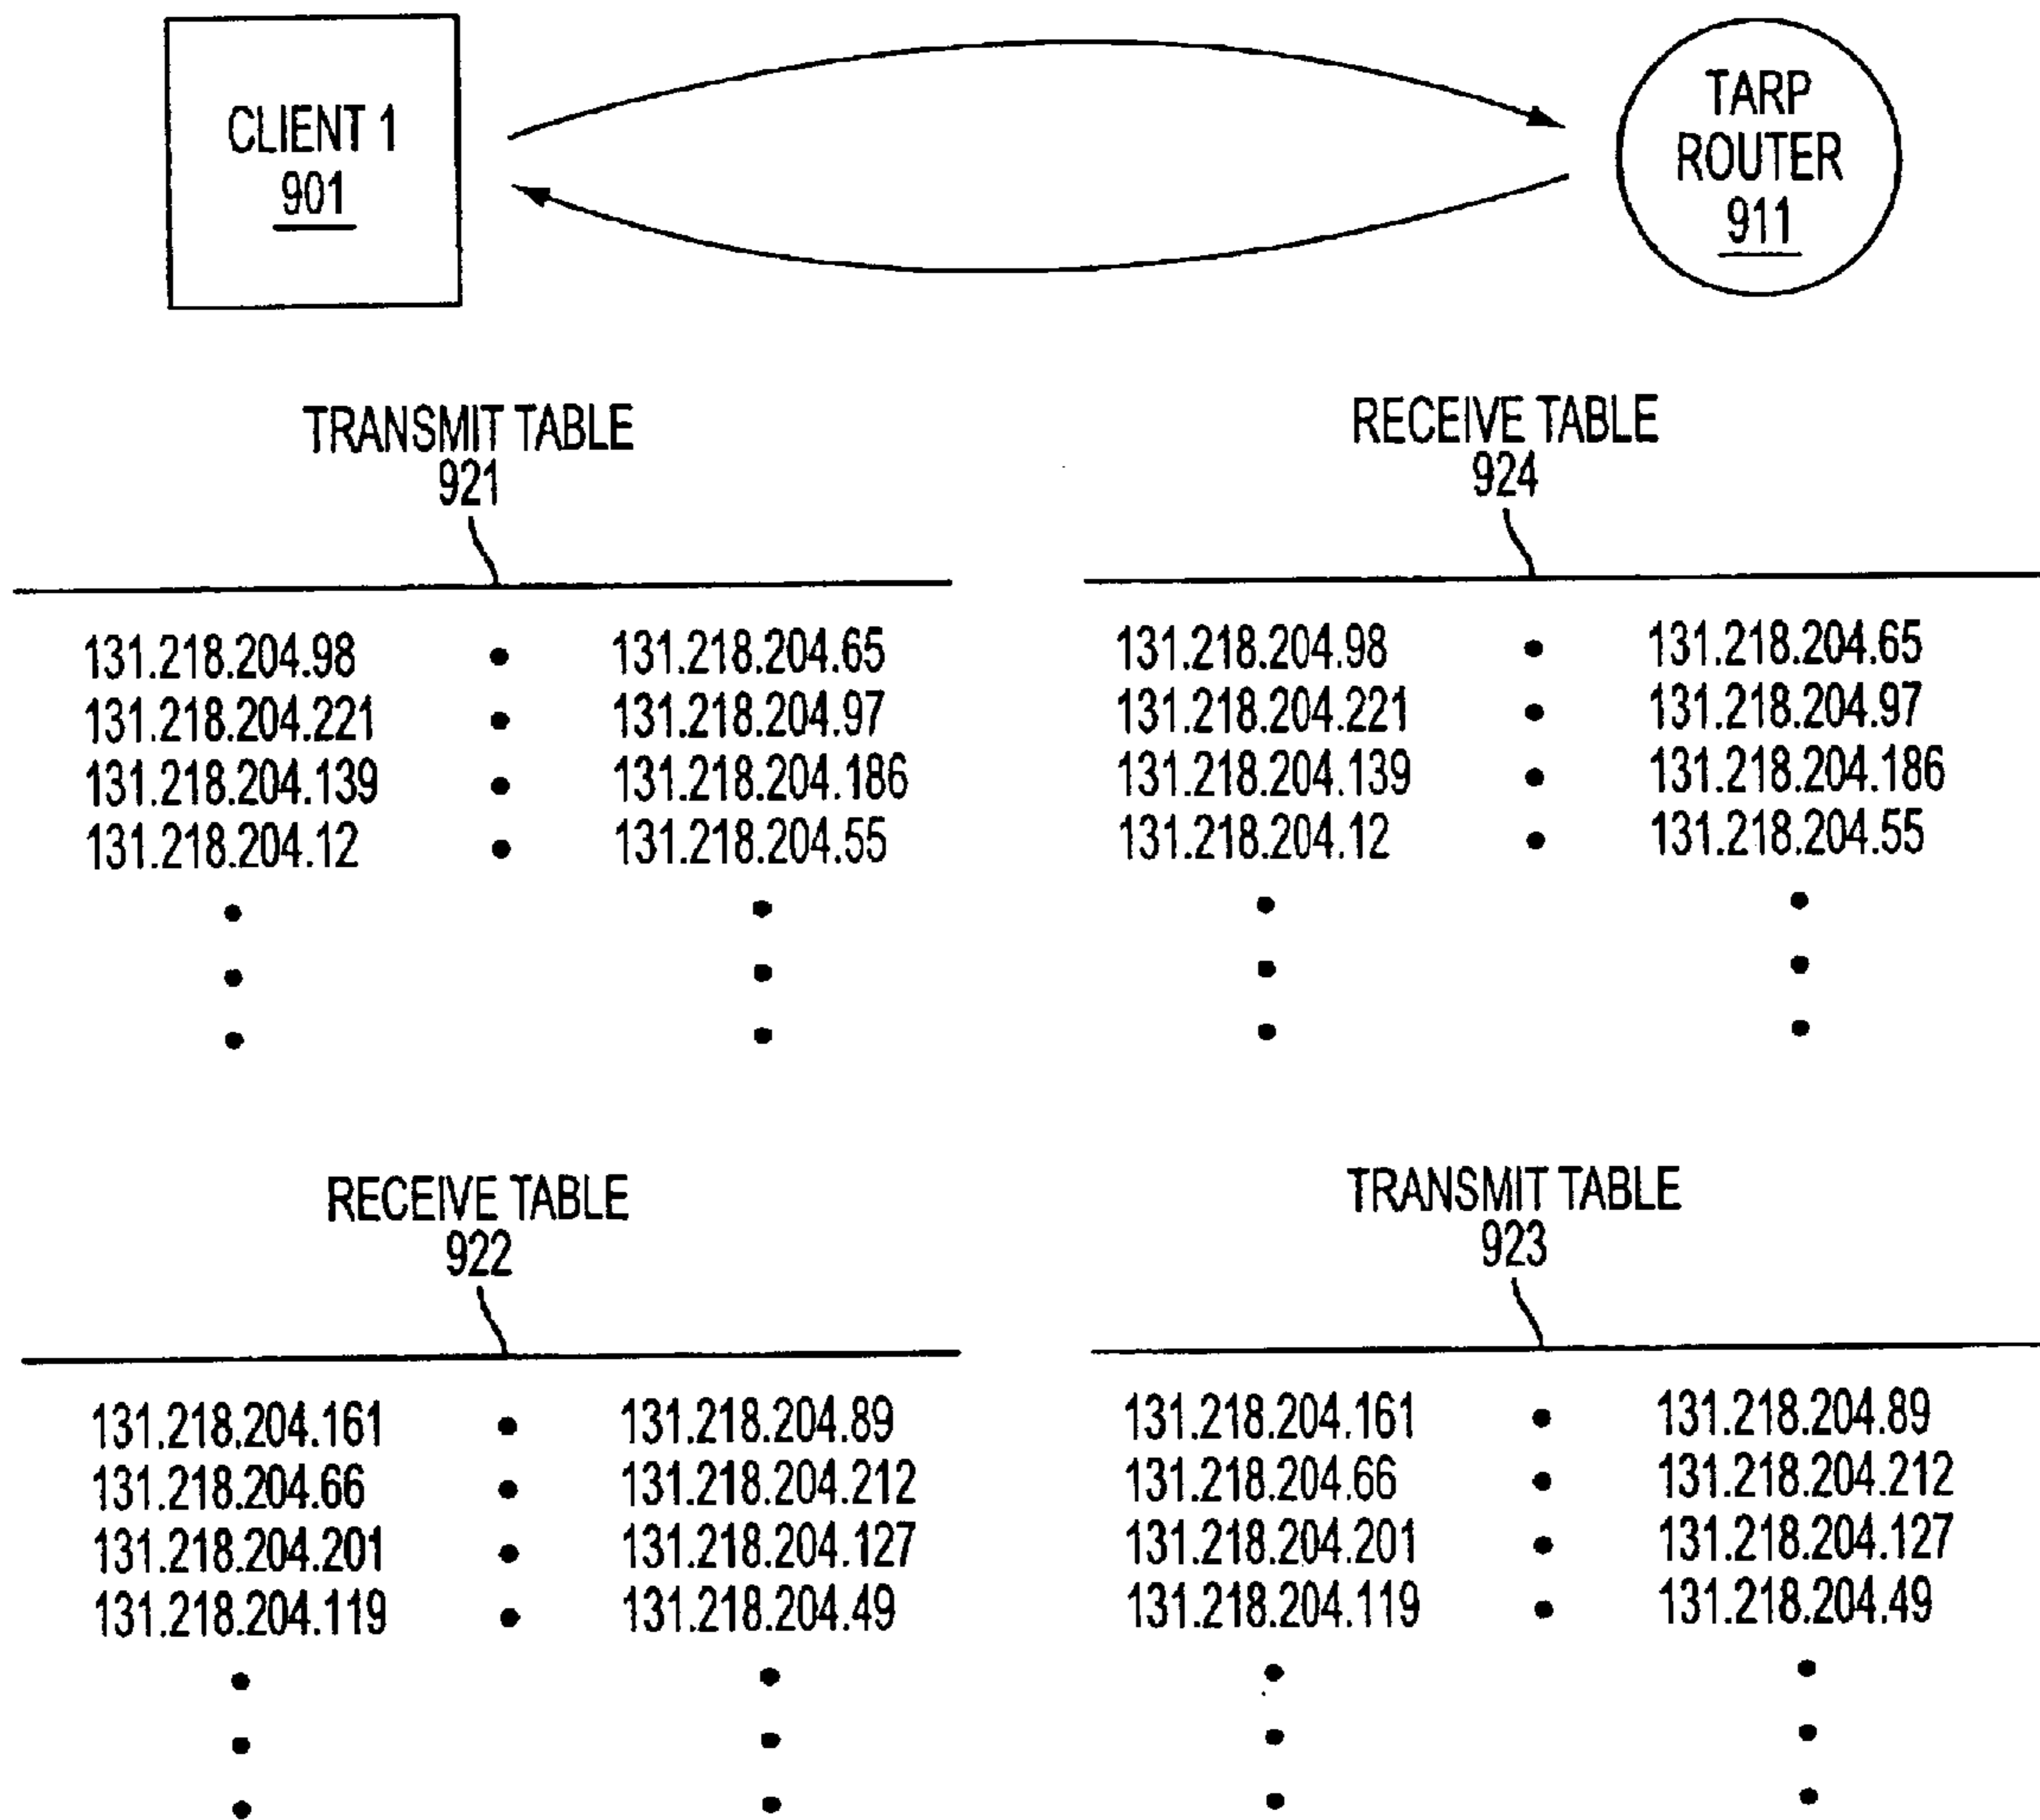 CLIENT 1
901
TARP
ROUTER
911
TRANSMIT TABLE
921
131.218.204.98 • 131.218.204.65
131.218.204.221 • 131.218.204.97
131.218.204.139 • 131.218.204.186
131.218.204.12 • 131.218.204.55
RECEIVE TABLE
924
131.218.204.98 • 131.218.204.65
131.218.204.221 • 131.218.204.97
131.218.204.139 • 131.218.204.186
131.218.204.12 • 131.218.204.55
RECEIVE TABLE
922
131.218.204.161 • 131.218.204.89
131.218.204.66 • 131.218.204.212
131.218.204.201 • 131.218.204.127
131.218.204.119 • 131.218.204.49
TRANSMIT TABLE
923
131.218.204.161 • 131.218.204.89
131.218.204.66 • 131.218.204.212
131.218.204.201 • 131.218.204.127
131.218.204.119 • 131.218.204.49